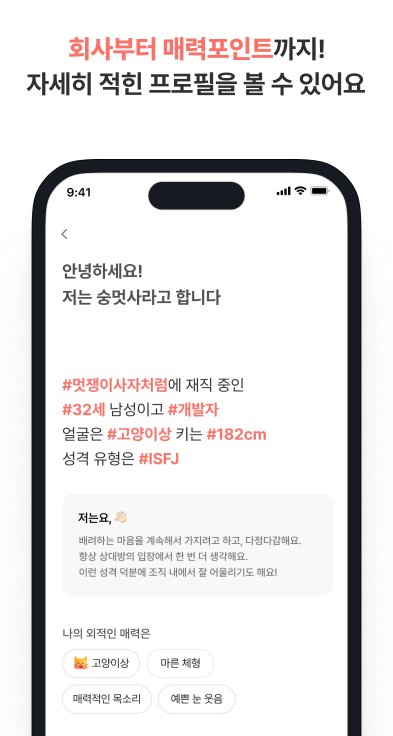 회사부터 매력포인트까지!
자세히 적힌 프로필을 볼 수 있어요
9:41
안녕하세요!
저는 숭멋사라고 합니다
#멋쟁이사자처럼에 재직 중인
#32세 남성이고 #개발자
얼굴은 #고양이상 키는 #182cm
성격 유형은 #ISFJ
저는요, 👋🏻
배려하는 마음을 계속해서 가지려고 하고, 다정다감해요.
항상 상대방의 입장에서 한 번 더 생각해요.
이런 성격 덕분에 조직 내에서 잘 어울리기도 해요!
나의 외적인 매력은
🐱 고양이상 마른 체형
매력적인 목소리 예쁜 눈 웃음